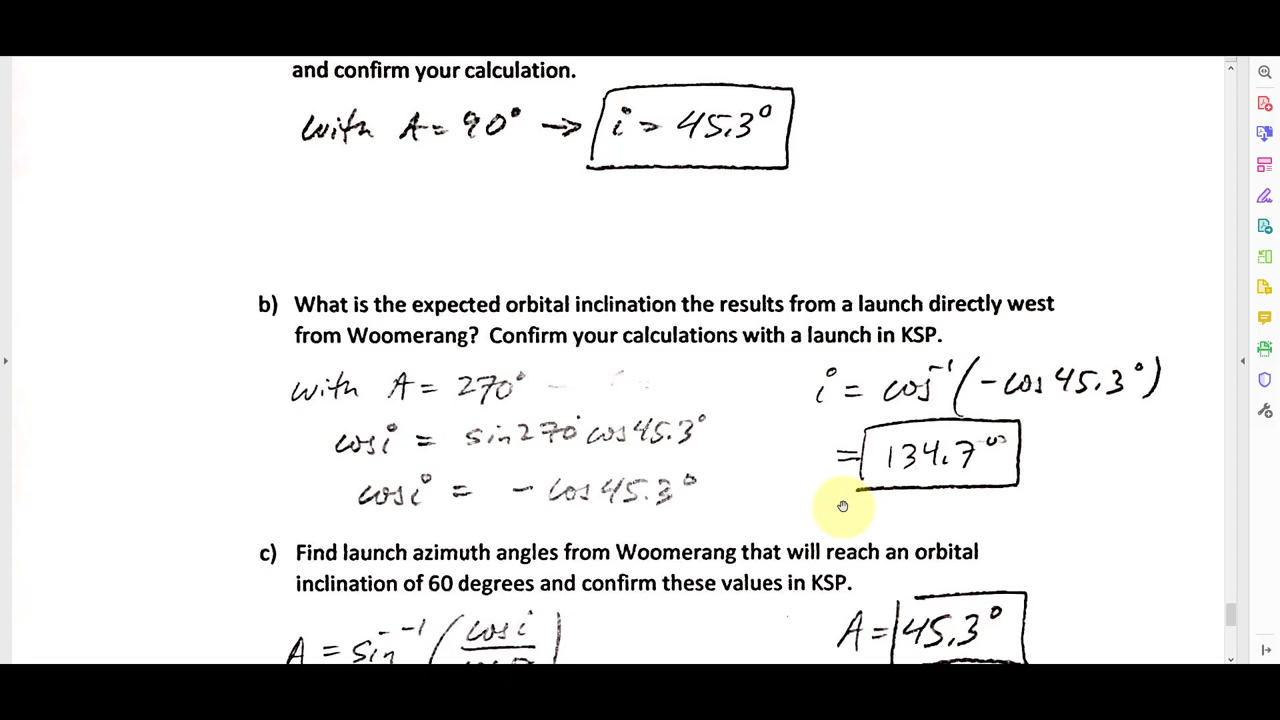 and confirm your calculation.
with A = 90° → i = 45.3°
b) What is the expected orbital inclination the results from a launch directly west
from Woomerang? Confirm your calculations with a launch in KSP.
with A = 270°
cos i = sin 270° cos 45.3°
cos i = - cos 45.3°
i = cos⁻¹ (- cos 45.3°)
= 134.7°
c) Find launch azimuth angles from Woomerang that will reach an orbital
inclination of 60 degrees and confirm these values in KSP.
A = sin⁻¹ ( cos i )
A = 45.3°